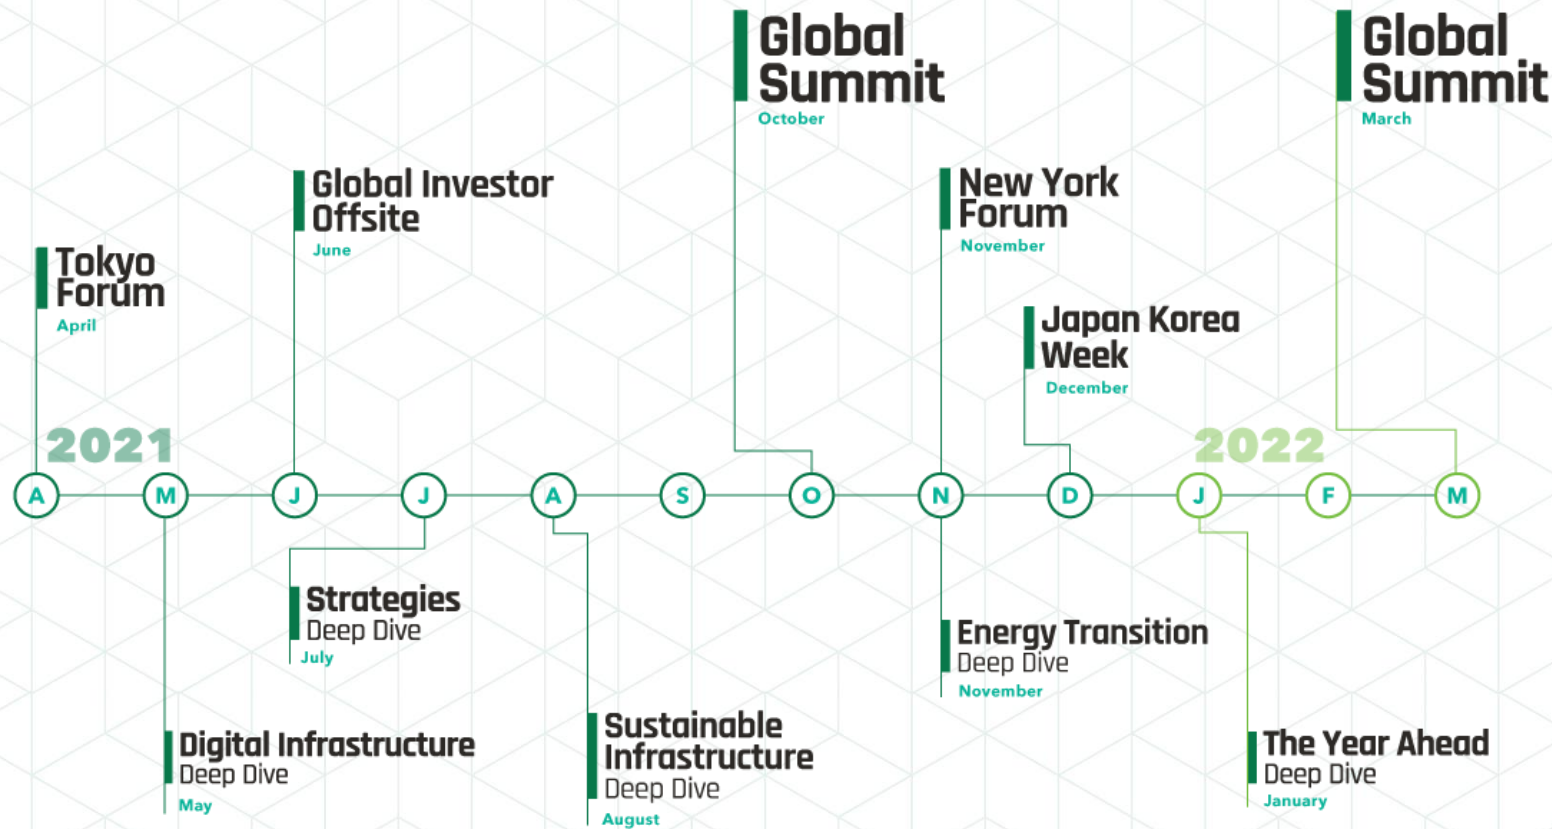 Global
Summit
October
Global
Summit
March
Global Investor
Offsite
June
New York
Forum
November
Tokyo
Forum
April
Japan Korea
Week
December
2021
2022
A M J J A S O N D J F M
Strategies
Deep Dive
July
Energy Transition
Deep Dive
November
Digital Infrastructure
Deep Dive
May
Sustainable
Infrastructure
Deep Dive
August
The Year Ahead
Deep Dive
January